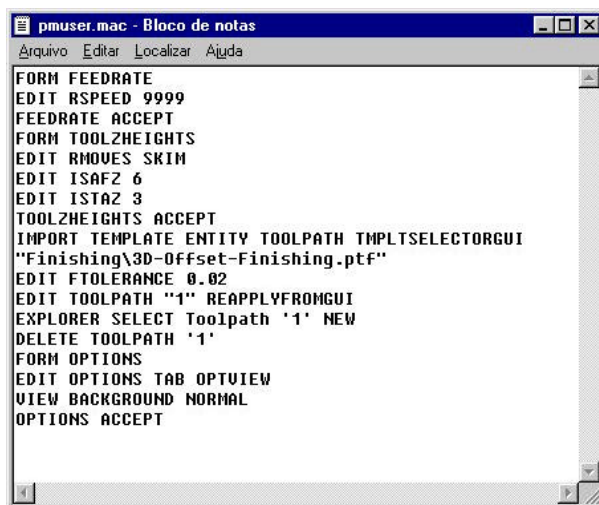 pmuser.mac - Bloco de notas
Arquivo Editar Localizar Ajuda
FORM FEEDRATE
EDIT RSPEED 9999
FEEDRATE ACCEPT
FORM TOOLZHEIGHTS
EDIT RMOVES SKIM
EDIT ISAFZ 6
EDIT ISTAZ 3
TOOLZHEIGHTS ACCEPT
IMPORT TEMPLATE ENTITY TOOLPATH TMPLTSELECTORGUI
"Finishing\3D-Offset-Finishing.ptf"
EDIT FTOLERANCE 0.02
EDIT TOOLPATH "1" REAPPLYFROMGUI
EXPLORER SELECT Toolpath '1' NEW
DELETE TOOLPATH '1'
FORM OPTIONS
EDIT OPTIONS TAB OPTVIEW
VIEW BACKGROUND NORMAL
OPTIONS ACCEPT